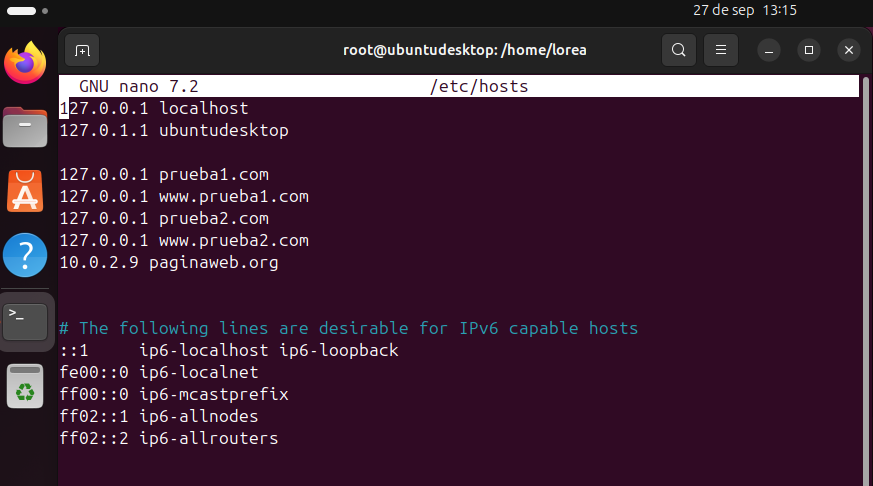 27 de sep 13:15
root@ubuntudesktop: /home/lorea
GNU nano 7.2 /etc/hosts
127.0.0.1 localhost
127.0.1.1 ubuntudesktop
127.0.0.1 prueba1.com
127.0.0.1 www.prueba1.com
127.0.0.1 prueba2.com
127.0.0.1 www.prueba2.com
10.0.2.9 paginaweb.org
# The following lines are desirable for IPv6 capable hosts
::1     ip6-localhost ip6-loopback
fe00::0 ip6-localnet
ff00::0 ip6-mcastprefix
ff02::1 ip6-allnodes
ff02::2 ip6-allrouters